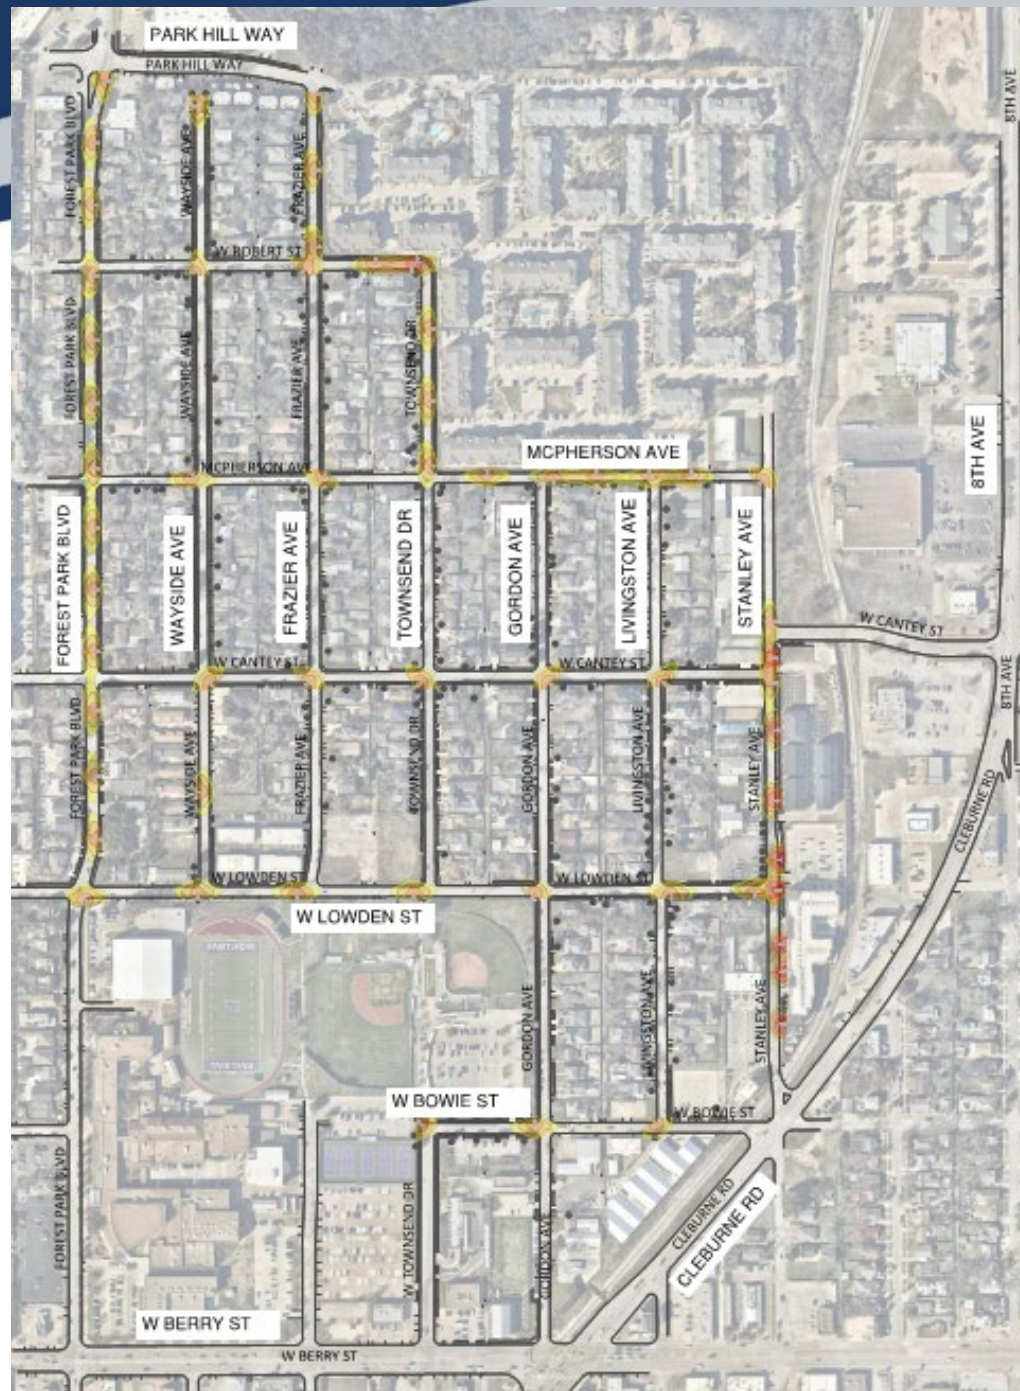 PARK HILL WAY
PARK HILL WAY
8TH AVE
FOREST PARK BLVD
WAYSIDE AVE
FRAZIER AVE
W ROBERT ST
FOREST PARK BLVD
WAYSIDE AVE
FRAZIER AVE
TOWNSEND DR
MCPHERSON AVE
MCPHERSON AVE
8TH AVE
FOREST PARK BLVD
WAYSIDE AVE
FRAZIER AVE
TOWNSEND DR
GORDON AVE
LIVINGSTON AVE
STANLEY AVE
W CANTEY ST
W CANTEY ST
W CANTEY ST
8TH AVE
FOREST PARK BLVD
WAYSIDE AVE
FRAZIER AVE
TOWNSEND DR
GORDON AVE
LIVINGSTON AVE
STANLEY AVE
CLEBURNE RD
W LOWDEN ST
W LOWDEN ST
W LOWDEN ST
PANTHERS
GORDON AVE
LIVINGSTON AVE
STANLEY AVE
W BOWIE ST
W BOWIE ST
FOREST PARK BLVD
W TOWNSEND DR
GORDON AVE
CLEBURNE RD
CLEBURNE RD
W BERRY ST
W BERRY ST